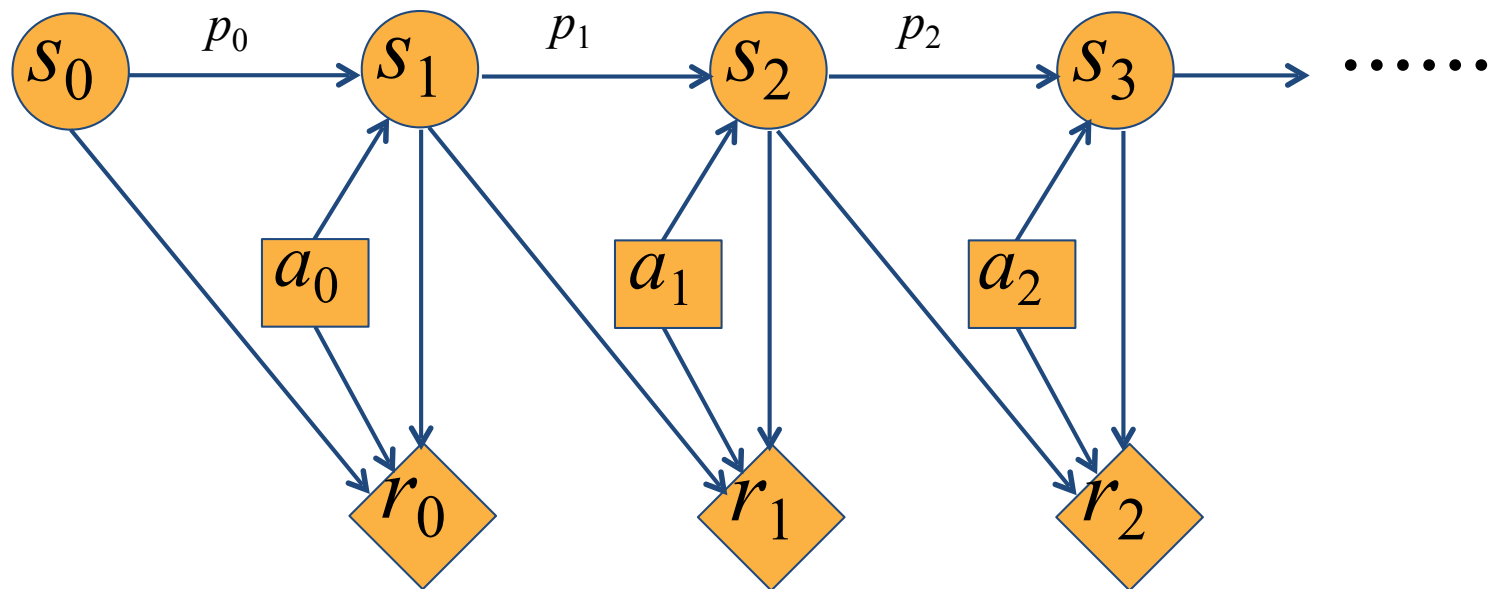 p₀ p₁ p₂
s₀ s₁ s₂ s₃ ......
a₀ a₁ a₂
r₀ r₁ r₂